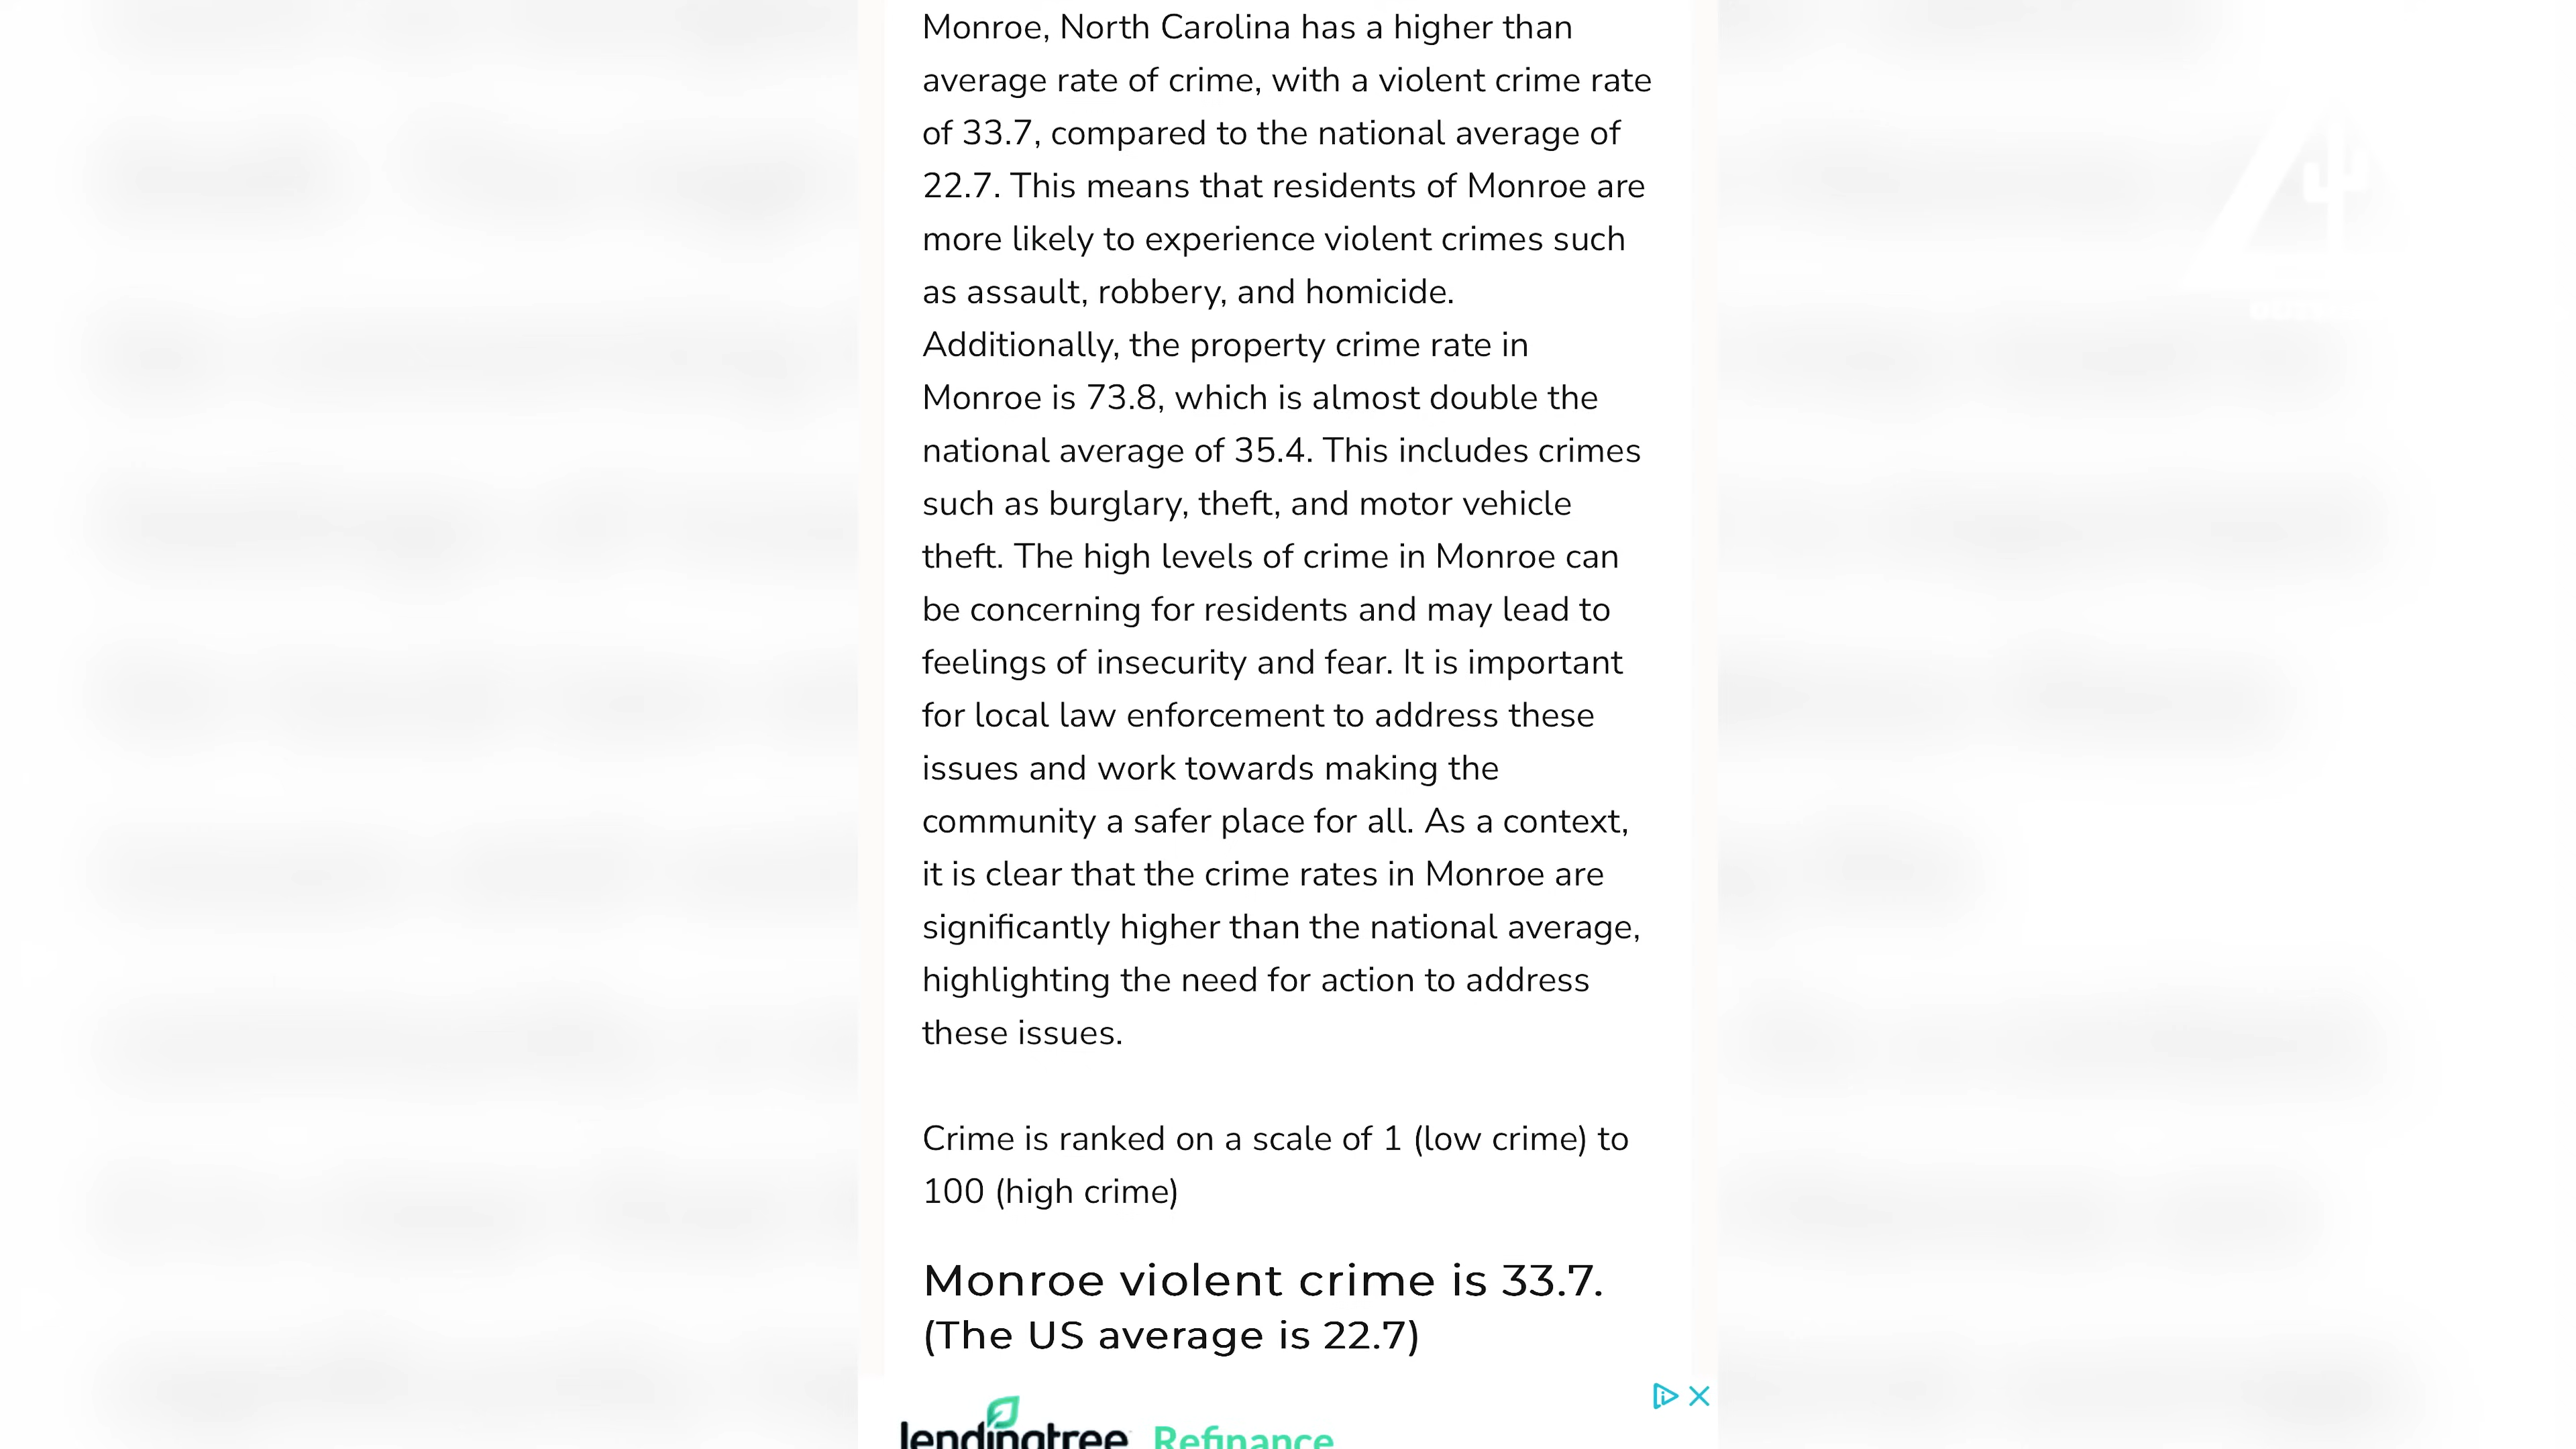 Monroe, North Carolina has a higher than
average rate of crime, with a violent crime rate
of 33.7, compared to the national average of
22.7. This means that residents of Monroe are
more likely to experience violent crimes such
as assault, robbery, and homicide.
Additionally, the property crime rate in
Monroe is 73.8, which is almost double the
national average of 35.4. This includes crimes
such as burglary, theft, and motor vehicle
theft. The high levels of crime in Monroe can
be concerning for residents and may lead to
feelings of insecurity and fear. It is important
for local law enforcement to address these
issues and work towards making the
community a safer place for all. As a context,
it is clear that the crime rates in Monroe are
significantly higher than the national average,
highlighting the need for action to address
these issues.
Crime is ranked on a scale of 1 (low crime) to
100 (high crime)
Monroe violent crime is 33.7.
(The US average is 22.7)
lendingtree Refinance